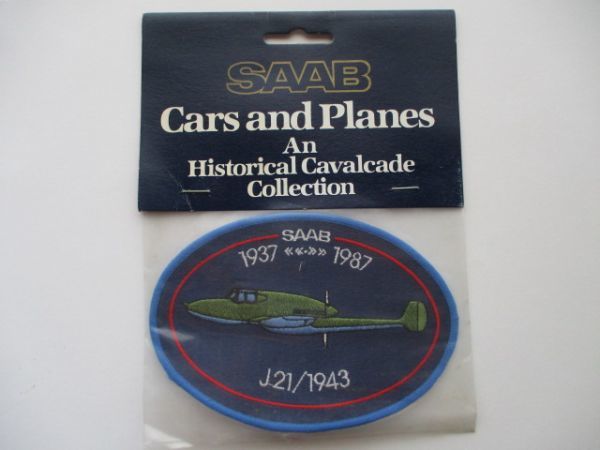 SAAB
Cars and Planes
An
Historical Cavalcade
Collection
SAAB
1937 ««·»» 1987
J21/1943